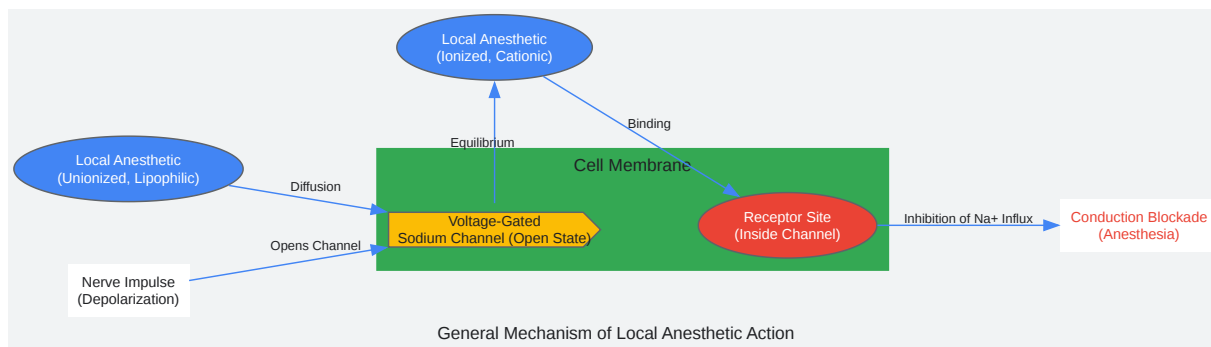 Local Anesthetic
(Ionized, Cationic)
Binding
Equilibrium
Cell Membrane
Local Anesthetic
(Unionized, Lipophilic)
Diffusion
Voltage-Gated
Sodium Channel (Open State)
Receptor Site
(Inside Channel)
Inhibition of Na+ Influx
Conduction Blockade
(Anesthesia)
Opens Channel
Nerve Impulse
(Depolarization)
General Mechanism of Local Anesthetic Action